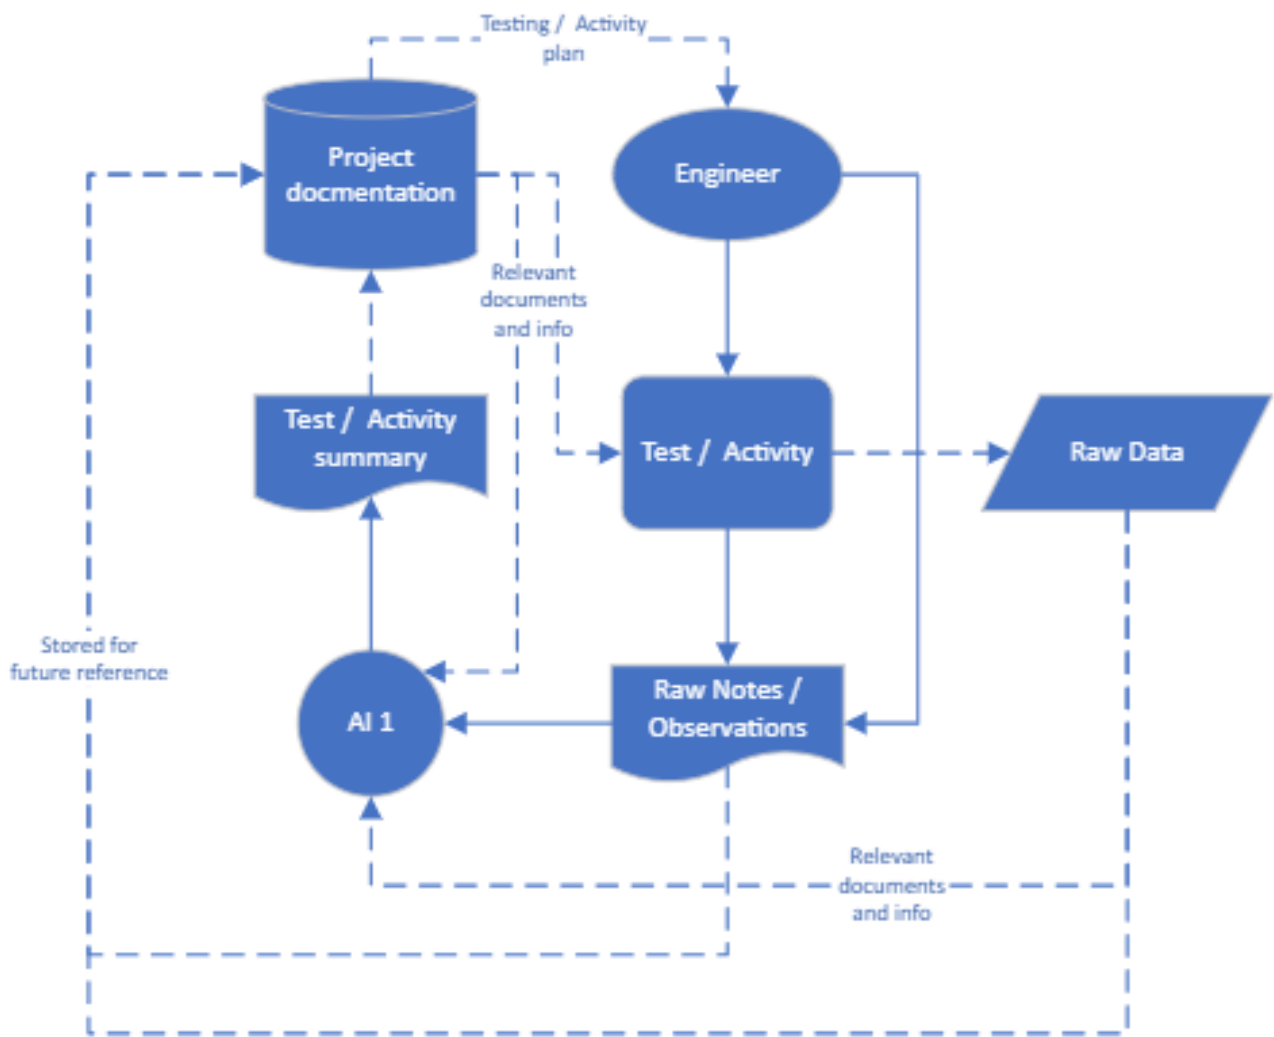 Testing / Activity
plan
Project
docmentation
Engineer
Relevant
documents
and info
Test / Activity
summary
Test / Activity
Raw Data
Stored for
future reference
AI 1
Raw Notes /
Observations
Relevant
documents
and info